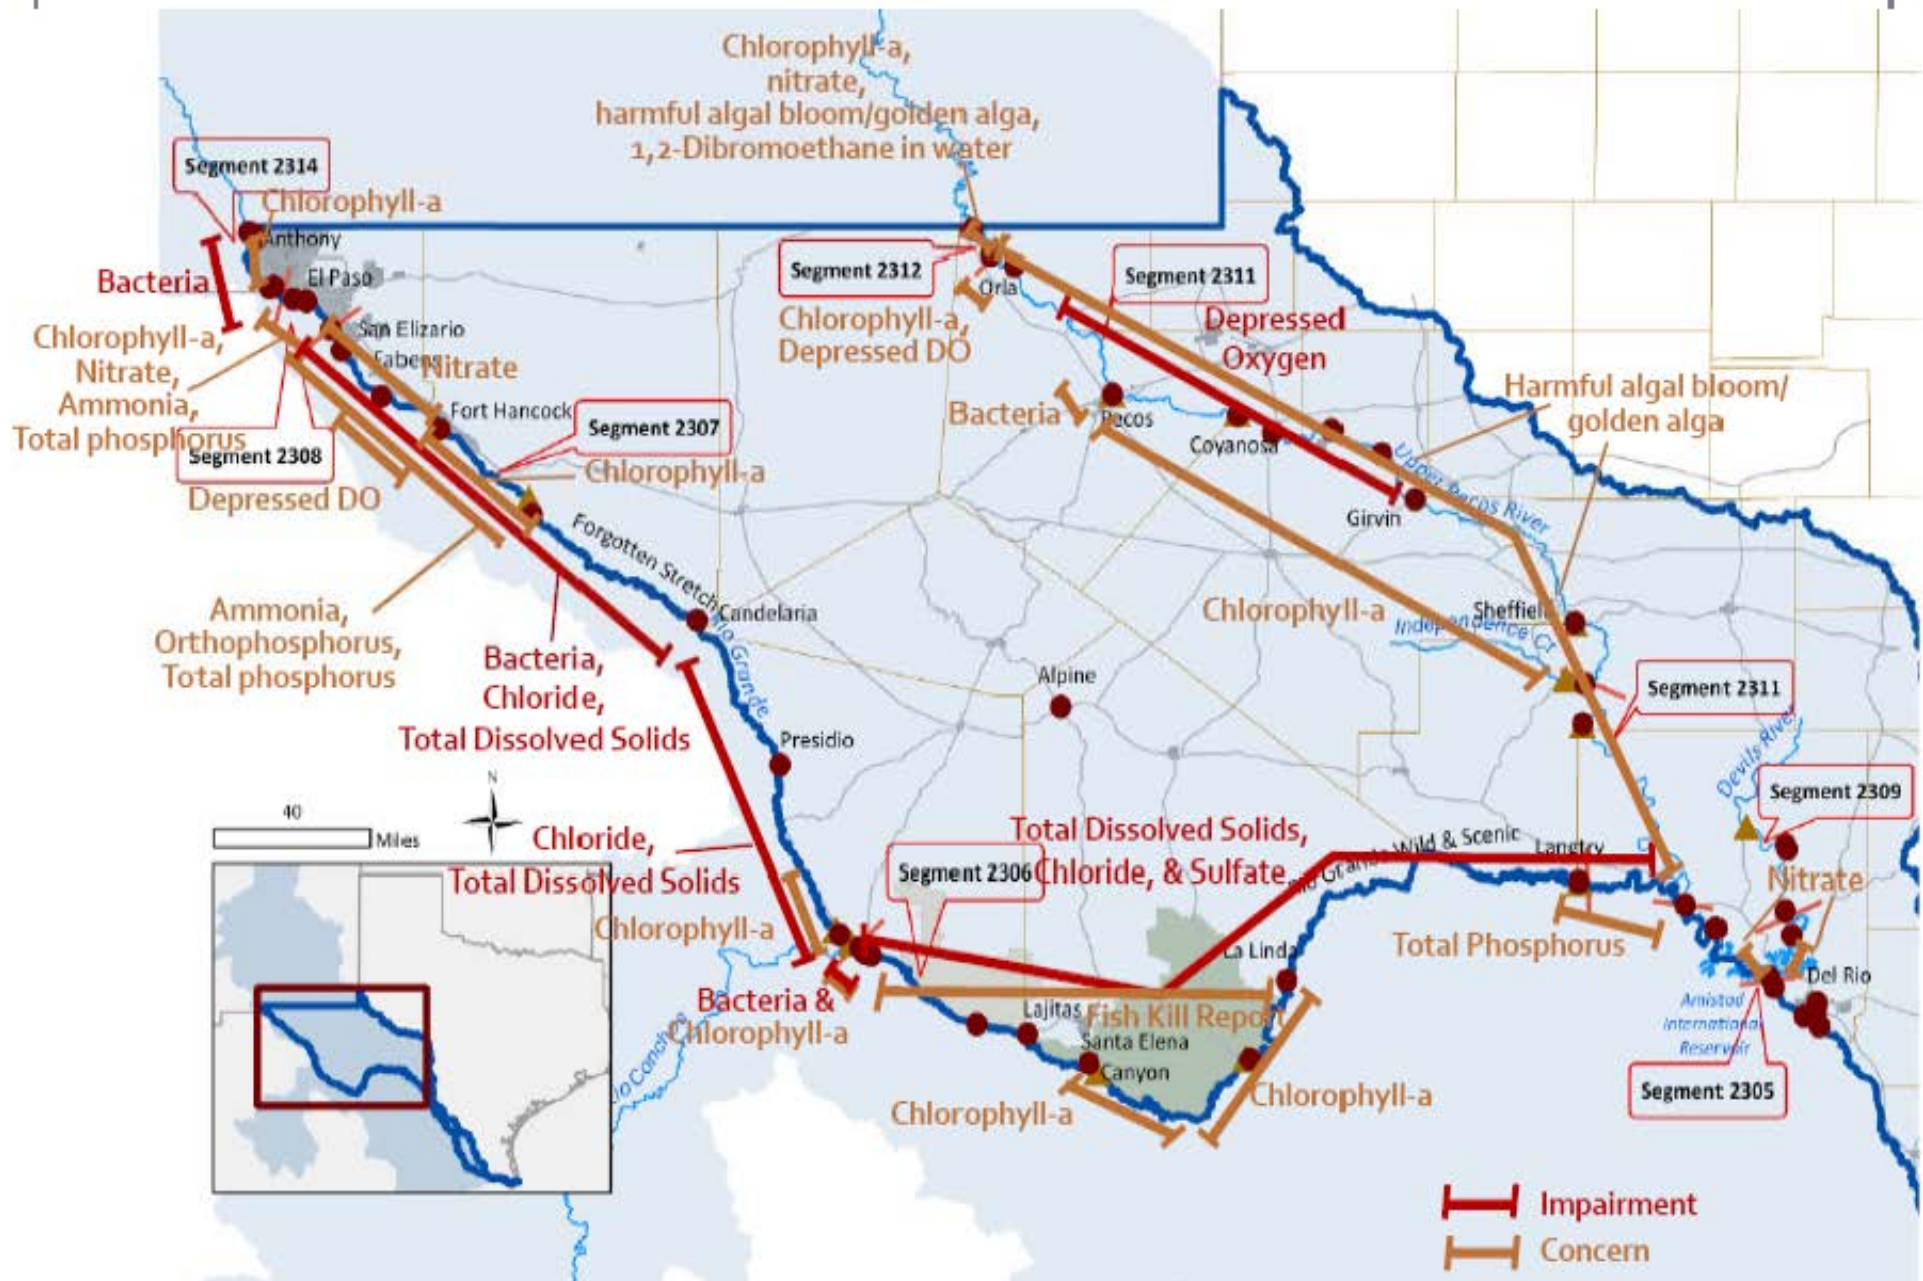 Chlorophyll-a,
nitrate,
harmful algal bloom/golden alga,
1,2-Dibromoethane in water
Segment 2314
Chlorophyll-a
Anthony
El Paso
Bacteria
Segment 2312
Segment 2311
Orla
Chlorophyll-a,
Depressed DO
Depressed
Oxygen
Chlorophyll-a,
Nitrate,
Ammonia,
Total phosphorus
San Elizario
Fabens
Nitrate
Fort Hancock
Segment 2307
Segment 2308
Chlorophyll-a
Depressed DO
Bacteria
Pecos
Coyanosa
Harmful algal bloom/
golden alga
Upper Pecos River
Girvin
Forgotten Stretch
Candelaria
Rio Grande
Ammonia,
Orthophosphorus,
Total phosphorus
Bacteria,
Chloride,
Total Dissolved Solids
Chlorophyll-a
Sheffield
Independence Cr
Segment 2311
Alpine
Presidio
Devils River
Segment 2309
N
40
Miles
Chloride,
Total Dissolved Solids
Total Dissolved Solids,
Chloride, & Sulfate
Segment 2306
Rio Grande Wild & Scenic
Langtry
Nitrate
Chlorophyll-a
Total Phosphorus
La Linda
Del Rio
Bacteria &
Chlorophyll-a
Lajitas
Fish Kill Report
Santa Elena
Canyon
Amistad
International
Reservoir
Rio Conchos
Chlorophyll-a
Chlorophyll-a
Segment 2305
Impairment
Concern